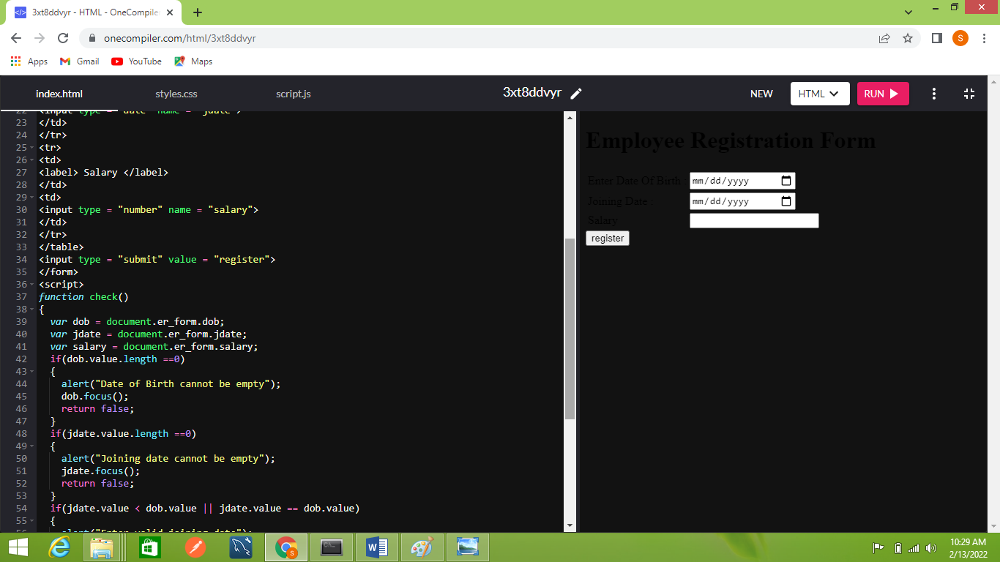 3xt8ddvyr - HTML - OneCompiler
onecompiler.com/html/3xt8ddvyr
S
Apps Gmail YouTube Maps
index.html styles.css script.js 3xt8ddvyr NEW HTML RUN
22 <input type = "date" name = "jdate">
23 </td>
24 </tr>
25 <tr>
26 <td>
27 <label> Salary </label>
28 </td>
29 <td>
30 <input type = "number" name = "salary">
31 </td>
32 </tr>
33 </table>
34 <input type = "submit" value = "register">
35 </form>
36 <script>
37 function check()
38 {
39 var dob = document.er_form.dob;
40 var jdate = document.er_form.jdate;
41 var salary = document.er_form.salary;
42 if(dob.value.length ==0)
43 {
44 alert("Date of Birth cannot be empty");
45 dob.focus();
46 return false;
47 }
48 if(jdate.value.length ==0)
49 {
50 alert("Joining date cannot be empty");
51 jdate.focus();
52 return false;
53 }
54 if(jdate.value < dob.value || jdate.value == dob.value)
55 {
56 alert("Enter valid joining date");
Employee Registration Form
Enter Date Of Birth : mm/dd/yyyy
Joining Date : mm/dd/yyyy
Salary
register
10:29 AM
2/13/2022